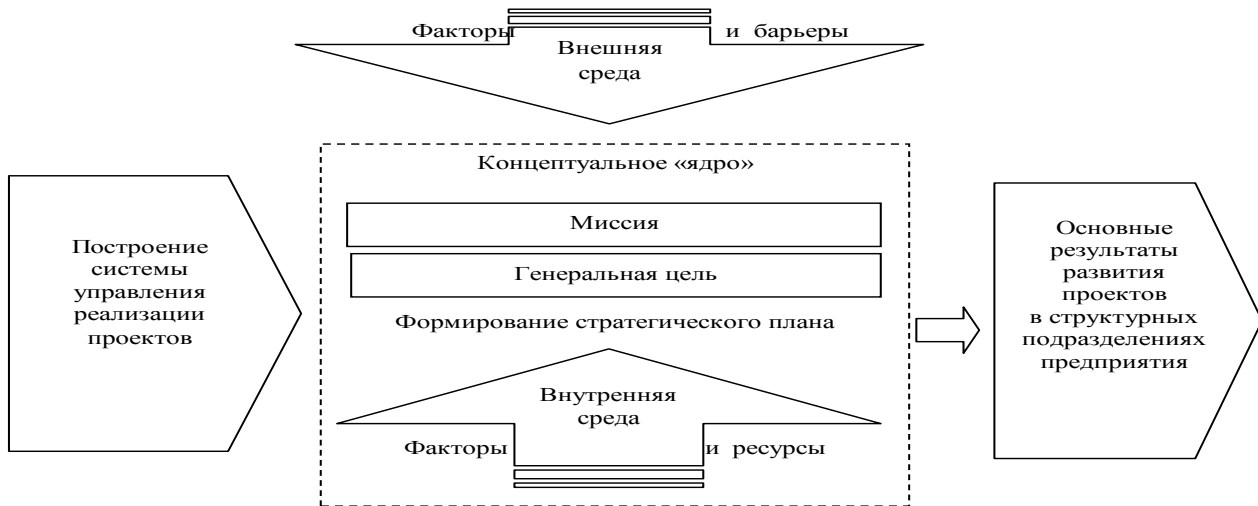 Факторы и барьеры
Внешняя
среда
Концептуальное «ядро»
Миссия
Генеральная цель
Формирование стратегического плана
Внутренняя
среда
Факторы и ресурсы
Построение
системы
управления
реализации
проектов
Основные
результаты
развития
проектов
в структурных
подразделениях
предприятия